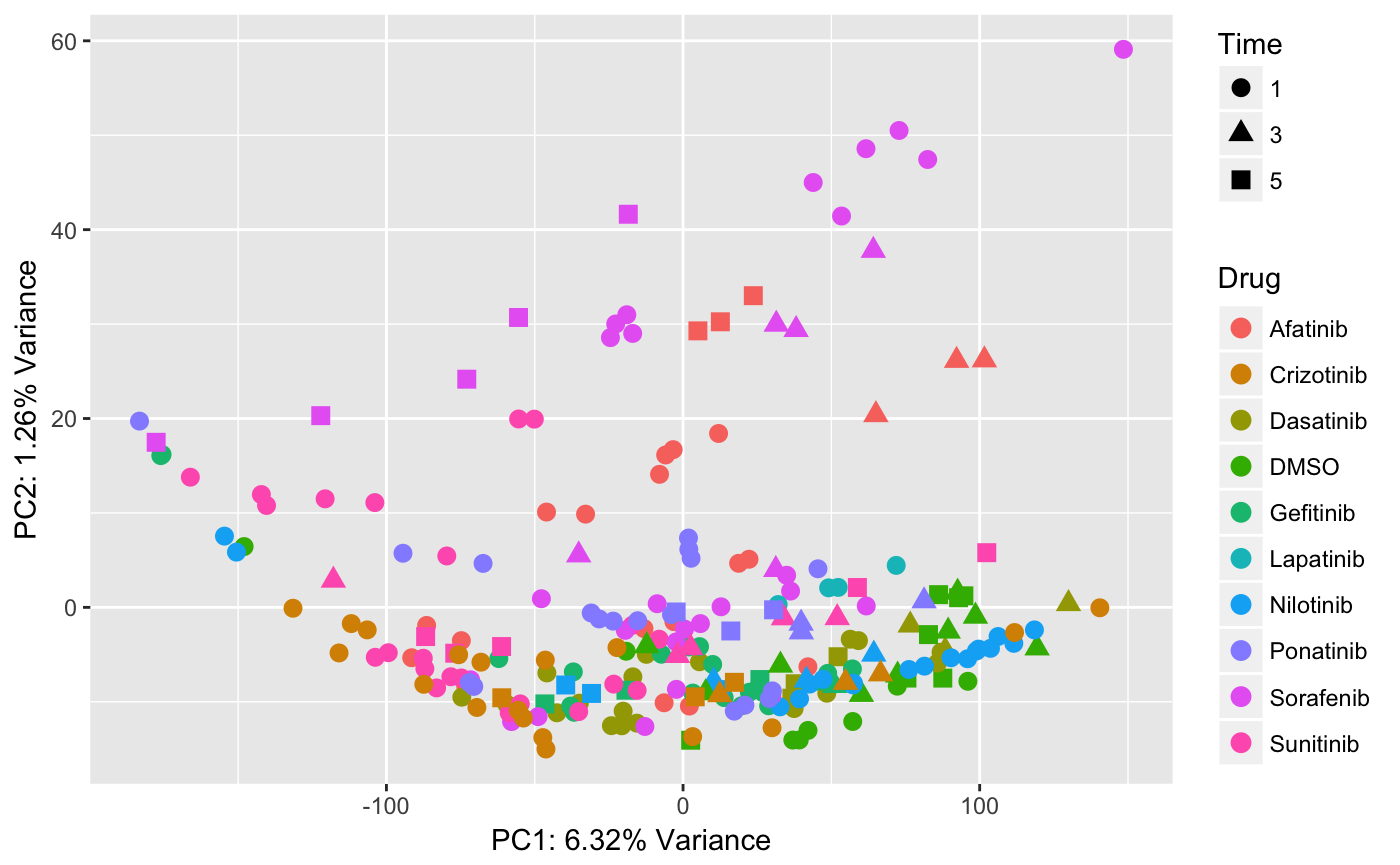 60
40
20
0
-100
0
100
PC1: 6.32% Variance
PC2: 1.26% Variance
Time
1
3
5
Drug
Afatinib
Crizotinib
Dasatinib
DMSO
Gefitinib
Lapatinib
Nilotinib
Ponatinib
Sorafenib
Sunitinib